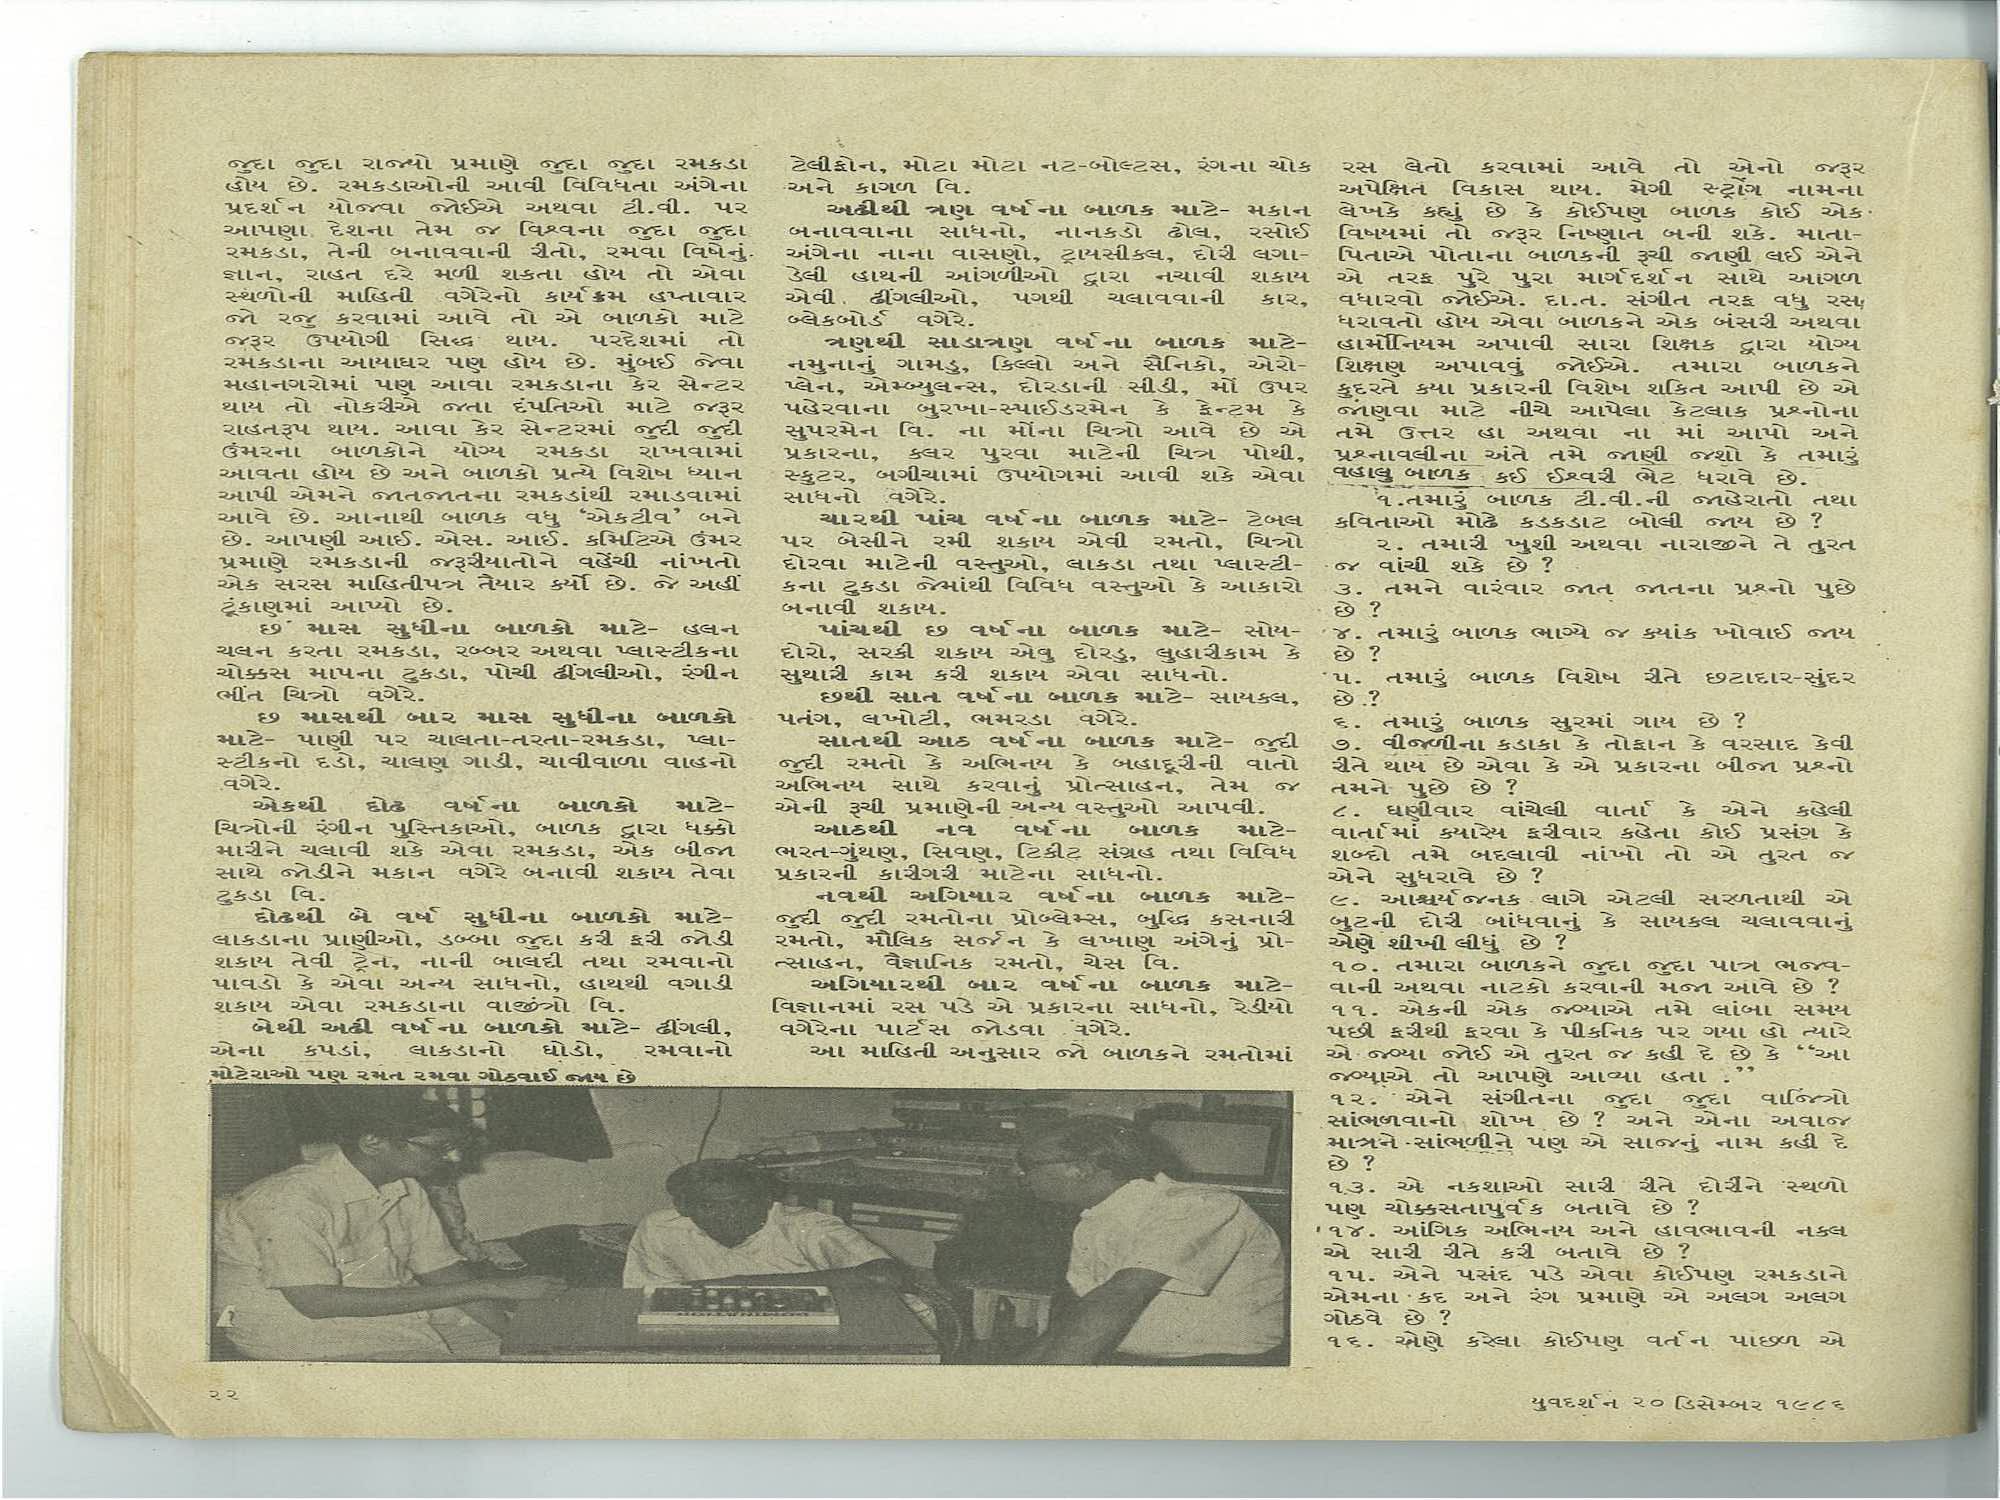 જુદા જુદા રાજ્યો પ્રમાણે જુદા જુદા રમકડા
હોય છે. રમકડાઓની આવી વિવિધતા અંગેના
પ્રદર્શન યોજવા જોઈએ અથવા ટી.વી. પર
આપણા દેશના તેમ જ વિશ્વના જુદા જુદા
રમકડા, તેની બનાવવાની રીતો, રમવા વિષેનું
જ્ઞાન, રાહત દરે મળી શકતા હોય તો એવા
સ્થળોની માહિતી વગેરેનો કાર્યક્રમ હપ્તાવાર
જો રજુ કરવામાં આવે તો એ બાળકો માટે
જરૂર ઉપયોગી સિદ્ધ થાય. પરદેશમાં તો
રમકડાના આયાઘર પણ હોય છે. મુંબઈ જેવા
મહાનગરોમાં પણ આવા રમકડાના કેર સેન્ટર
થાય તો નોકરીએ જતા દંપતિઓ માટે જરૂર
રાહતરૂપ થાય. આવા કેર સેન્ટરમાં જુદી જુદી
ઉંમરના બાળકોને યોગ્ય રમકડા રાખવામાં
આવતા હોય છે અને બાળકો પ્રત્યે વિશેષ ધ્યાન
આપી એમને જાતજાતના રમકડાંથી રમાડવામાં
આવે છે. આનાથી બાળક વધુ ‘એકટીવ’ બને
છે. આપણી આઈ. એસ. આઈ. કમિટિએ ઉંમર
પ્રમાણે રમકડાની જરૂરીયાતોને વહેંચી નાંખતો
એક સરસ માહિતીપત્ર તૈયાર કર્યો છે. જે અહીં
ટૂંકાણમાં આપ્યો છે.
છ માસ સુધીના બાળકો માટે- હલન
ચલન કરતા રમકડા, રબ્બર અથવા પ્લાસ્ટીકના
ચોક્કસ માપના ટુકડા, પોચી ઢીંગલીઓ, રંગીન
ભીંત ચિત્રો વગેરે.
છ માસથી બાર માસ સુધીના બાળકો
માટે- પાણી પર ચાલતા-તરતા-રમકડા, પ્લા-
સ્ટીકનો દડો, ચાલણ ગાડી, ચાવીવાળા વાહનો
વગેરે.
એકથી દોઢ વર્ષના બાળકો માટે-
ચિત્રોની રંગીન પુસ્તિકાઓ, બાળક દ્વારા ધક્કો
મારીને ચલાવી શકે એવા રમકડા, એક બીજા
સાથે જોડીને મકાન વગેરે બનાવી શકાય તેવા
ટુકડા વિ.
દોઢથી બે વર્ષ સુધીના બાળકો માટે-
લાકડાના પ્રાણીઓ, ડબ્બા જુદા કરી ફરી જોડી
શકાય તેવી ટ્રેન, નાની બાલદી તથા રમવાનો
પાવડો કે એવા અન્ય સાધનો, હાથથી વગાડી
શકાય એવા રમકડાના વાજીંત્રો વિ.
બેથી અઢી વર્ષના બાળકો માટે- ઢીંગલી,
એના કપડાં, લાકડાનો ઘોડો, રમવાનો
મોટેરાઓ પણ રમત રમવા ગોઠવાઈ જાય છે
ટેલીફોન, મોટા મોટા નટ-બોલ્ટસ, રંગના ચોક
અને કાગળ વિ.
અઢીથી ત્રણ વર્ષના બાળક માટે- મકાન
બનાવવાના સાધનો, નાનકડો ઢોલ, રસોઈ
અંગેના નાના વાસણો, ટ્રાયસીકલ, દોરી લગા-
ડેલી હાથની આંગળીઓ દ્વારા નચાવી શકાય
એવી ઢીંગલીઓ, પગથી ચલાવવાની કાર,
બ્લેકબોર્ડ વગેરે.
ત્રણથી સાડાત્રણ વર્ષના બાળક માટે-
નમુનાનું ગામડુ, કિલ્લો અને સૈનિકો, એરો-
પ્લેન, એમ્બ્યુલન્સ, દોરડાની સીડી, મોં ઉપર
પહેરવાના બુરખા-સ્પાઈડરમેન કે ફેન્ટમ કે
સુપરમેન વિ. ના મોંના ચિત્રો આવે છે એ
પ્રકારના, કલર પુરવા માટેની ચિત્ર પોથી,
સ્કુટર, બગીચામાં ઉપયોગમાં આવી શકે એવા
સાધનો વગેરે.
ચારથી પાંચ વર્ષના બાળક માટે- ટેબલ
પર બેસીને રમી શકાય એવી રમતો, ચિત્રો
દોરવા માટેની વસ્તુઓ, લાકડા તથા પ્લાસ્ટી-
કના ટુકડા જેમાંથી વિવિધ વસ્તુઓ કે આકારો
બનાવી શકાય.
પાંચથી છ વર્ષના બાળક માટે- સોય-
દોરો, સરકી શકાય એવુ દોરડુ, લુહારીકામ કે
સુથારી કામ કરી શકાય એવા સાધનો.
છથી સાત વર્ષના બાળક માટે- સાયકલ,
પતંગ, લખોટી, ભમરડા વગેરે.
સાતથી આઠ વર્ષના બાળક માટે- જુદી
જુદી રમતો કે અભિનય કે બહાદૂરીની વાતો
અભિનય સાથે કરવાનું પ્રોત્સાહન, તેમ જ
એની રૂચી પ્રમાણેની અન્ય વસ્તુઓ આપવી.
આઠથી નવ વર્ષના બાળક માટે-
ભરત-ગુંથણ, સિવણ, ટિકીટ સંગ્રહ તથા વિવિધ
પ્રકારની કારીગરી માટેના સાધનો.
નવથી અગિયાર વર્ષના બાળક માટે-
જુદી જુદી રમતોના પ્રોબ્લેમ્સ, બુદ્ધિ કસનારી
રમતો, મૌલિક સર્જન કે લખાણ અંગેનું પ્રો-
ત્સાહન, વૈજ્ઞાનિક રમતો, ચેસ વિ.
અગિયારથી બાર વર્ષના બાળક માટે-
વિજ્ઞાનમાં રસ પડે એ પ્રકારના સાધનો, રેડીયો
વગેરેના પાર્ટસ જોડવા વગેરે.
આ માહિતી અનુસાર જો બાળકને રમતોમાં
રસ લેતો કરવામાં આવે તો એનો જરૂર
અપેક્ષિત વિકાસ થાય. મેગી સ્ટ્રોંગ નામના
લેખકે કહ્યું છે કે કોઈપણ બાળક કોઈ એક
વિષયમાં તો જરૂર નિષ્ણાત બની શકે. માતા-
પિતાએ પોતાના બાળકની રૂચી જાણી લઈ એને
એ તરફ પુરે પુરા માર્ગદર્શન સાથે આગળ
વધારવો જોઈએ. દા.ત. સંગીત તરફ વધુ રસ
ધરાવતો હોય એવા બાળકને એક બંસરી અથવા
હાર્મોનિયમ અપાવી સારા શિક્ષક દ્વારા યોગ્ય
શિક્ષણ અપાવવું જોઈએ. તમારા બાળકને
કુદરતે કયા પ્રકારની વિશેષ શકિત આપી છે એ
જાણવા માટે નીચે આપેલા કેટલાક પ્રશ્નોના
તમે ઉત્તર હા અથવા ના માં આપો અને
પ્રશ્નાવલીના અંતે તમે જાણી જશો કે તમારું
વહાલુ બાળક કઈ ઈશ્વરી ભેટ ધરાવે છે.
૧.તમારું બાળક ટી.વી.ની જાહેરાતો તથા
કવિતાઓ મોઢે કડકડાટ બોલી જાય છે ?
૨. તમારી ખુશી અથવા નારાજીને તે તુરત
જ વાંચી શકે છે ?
૩. તમને વારંવાર જાત જાતના પ્રશ્નો પુછે
છે ?
૪. તમારું બાળક ભાગ્યે જ ક્યાંક ખોવાઈ જાય
છે ?
૫. તમારું બાળક વિશેષ રીતે છટાદાર-સુંદર
છે ?
૬. તમારું બાળક સુરમાં ગાય છે ?
૭. વીજળીના કડાકા કે તોફાન કે વરસાદ કેવી
રીતે થાય છે એવા કે એ પ્રકારના બીજા પ્રશ્નો
તમને પુછે છે ?
૮. ઘણીવાર વાંચેલી વાર્તા કે એને કહેલી
વાર્તામાં ક્યારેય ફરીવાર કહેતા કોઈ પ્રસંગ કે
શબ્દો તમે બદલાવી નાંખો તો એ તુરત જ
એને સુધરાવે છે ?
૯. આશ્ચર્યજનક લાગે એટલી સરળતાથી એ
બુટની દોરી બાંધવાનું કે સાયકલ ચલાવવાનું
એણે શીખી લીધું છે ?
૧૦. તમારા બાળકને જુદા જુદા પાત્ર ભજવ-
વાની અથવા નાટકો કરવાની મજા આવે છે ?
૧૧. એકની એક જગ્યાએ તમે લાંબા સમય
પછી ફરીથી ફરવા કે પીકનિક પર ગયા હો ત્યારે
એ જગ્યા જોઈ એ તુરત જ કહી દે છે કે “આ
જગ્યાએ તો આપણે આવ્યા હતા .”
૧૨. એને સંગીતના જુદા જુદા વાજિંત્રો
સાંભળવાનો શોખ છે ? અને એના અવાજ
માત્રને સાંભળીને પણ એ સાજનું નામ કહી દે
છે ?
૧૩. એ નકશાઓ સારી રીતે દોરીને સ્થળો
પણ ચોક્કસતાપુર્વક બતાવે છે ?
૧૪. આંગિક અભિનય અને હાવભાવની નકલ
એ સારી રીતે કરી બતાવે છે ?
૧૫. એને પસંદ પડે એવા કોઈપણ રમકડાને
એમના કદ અને રંગ પ્રમાણે એ અલગ અલગ
ગોઠવે છે ?
૧૬. એણે કરેલા કોઈપણ વર્તન પાછળ એ
૨૨
યુવદર્શન ૨૦ ડિસેમ્બર ૧૯૮૬